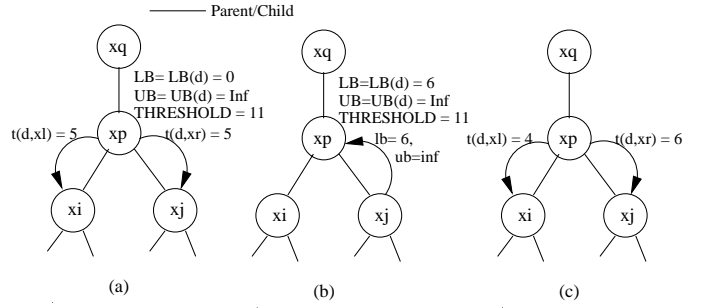 Parent/Child
xq
LB= LB(d) = 0
UB= UB(d) = Inf
THRESHOLD = 11
xp
t(d,xl) = 5
t(d,xr) = 5
xi
xj
(a)
xq
LB=LB(d) = 6
UB=UB(d) = Inf
THRESHOLD = 11
xp
lb= 6,
ub=inf
xi
xj
(b)
xq
xp
t(d,xl) = 4
t(d,xr) = 6
xi
xj
(c)